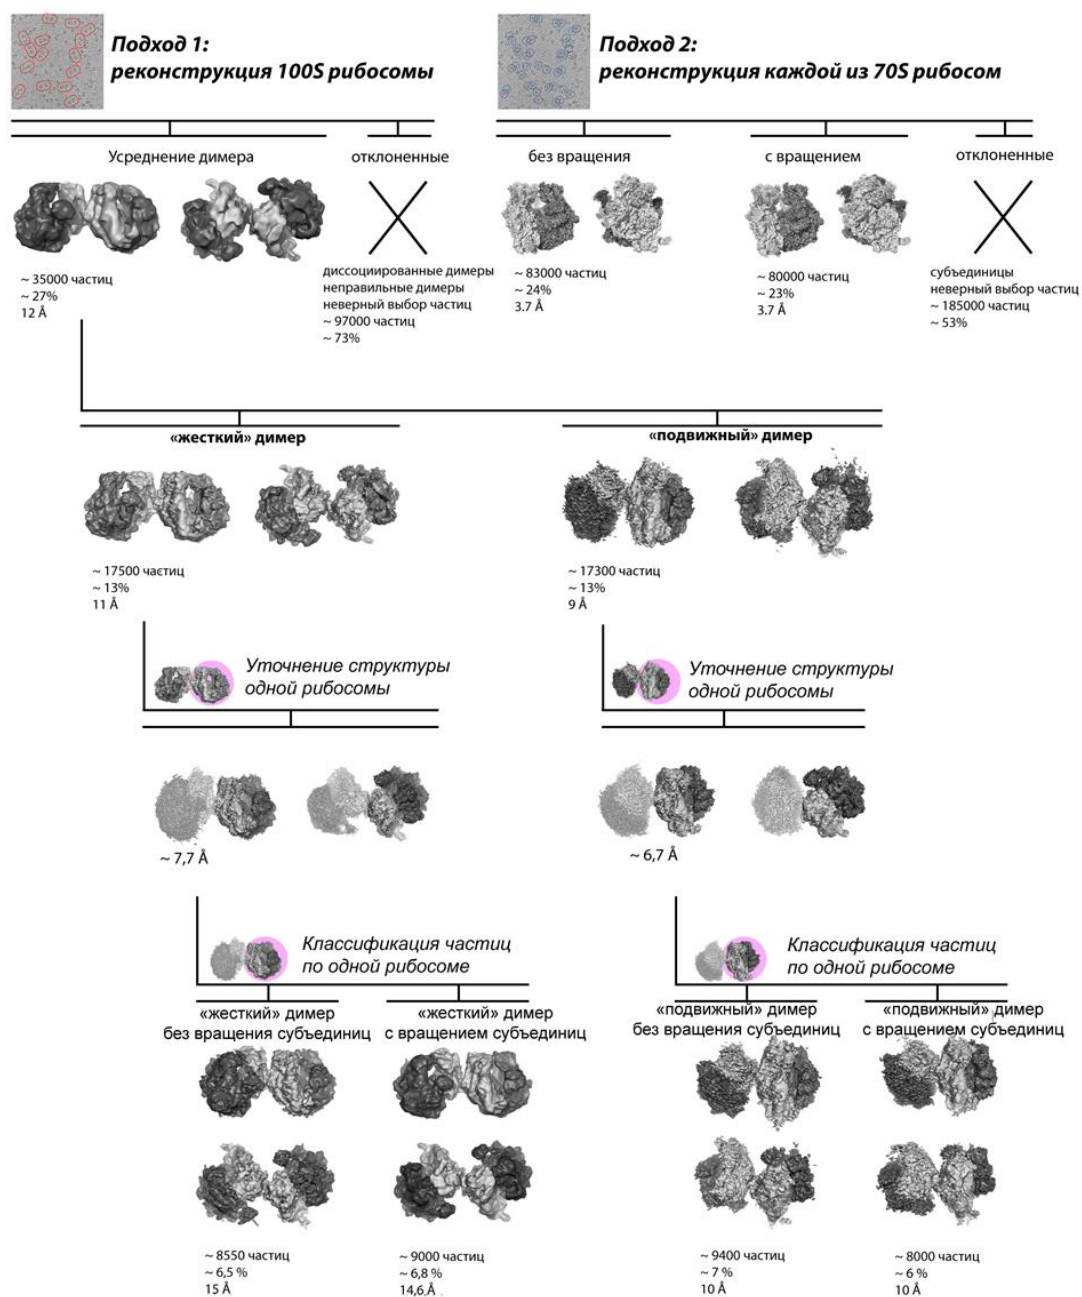 Подход 1:
реконструкция 100S рибосомы
Подход 2:
реконструкция каждой из 70S рибосом
Усреднение димера
отклоненные
без вращения
с вращением
отклоненные
~ 35000 частиц
~ 27%
12 Å
диссоциированные димеры
неправильные димеры
неверный выбор частиц
~ 97000 частиц
~ 73%
~ 83000 частиц
~ 24%
3.7 Å
~ 80000 частиц
~ 23%
3.7 Å
субъединицы
неверный выбор частиц
~ 185000 частиц
~ 53%
«жесткий» димер
«подвижный» димер
~ 17500 частиц
~ 13%
11 Å
~ 17300 частиц
~ 13%
9 Å
Уточнение структуры
одной рибосомы
Уточнение структуры
одной рибосомы
~ 7,7 Å
~ 6,7 Å
Классификация частиц
по одной рибосоме
Классификация частиц
по одной рибосоме
«жесткий» димер
без вращения субъединиц
«жесткий» димер
с вращением субъединиц
«подвижный» димер
без вращения субъединиц
«подвижный» димер
с вращением субъединиц
~ 8550 частиц
~ 6,5 %
15 Å
~ 9000 частиц
~ 6,8 %
14,6 Å
~ 9400 частиц
~ 7 %
10 Å
~ 8000 частиц
~ 6 %
10 Å